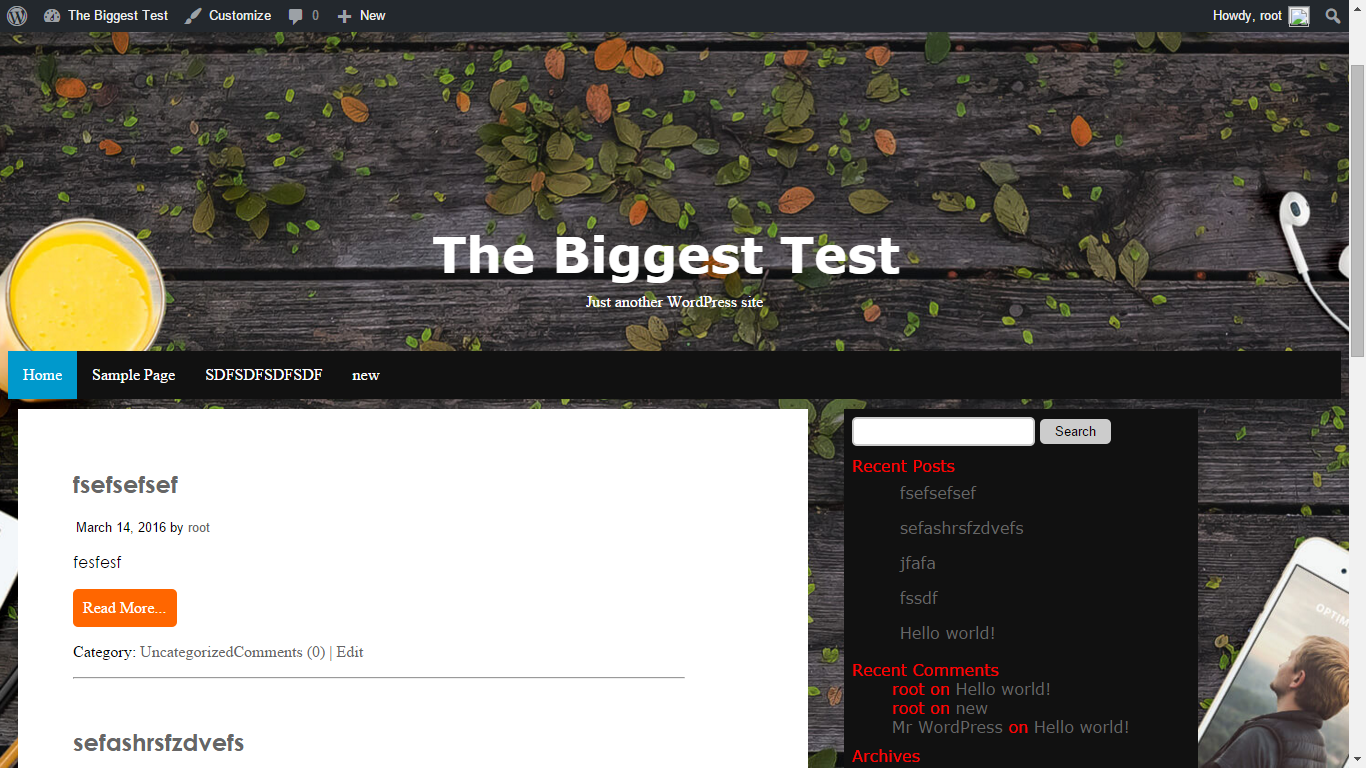 The Biggest Test Customize 0 New Howdy, root
The Biggest Test
Just another WordPress site
Home Sample Page SDFSDFSDFSDF new
fsefsefsef
March 14, 2016 by root
fesfesf
Read More...
Category: UncategorizedComments (0) | Edit
sefashrsfzdvefs
Search
Recent Posts
fsefsefsef
sefashrsfzdvefs
jfafa
fssdf
Hello world!
Recent Comments
root on Hello world!
root on new
Mr WordPress on Hello world!
Archives
OPTIM